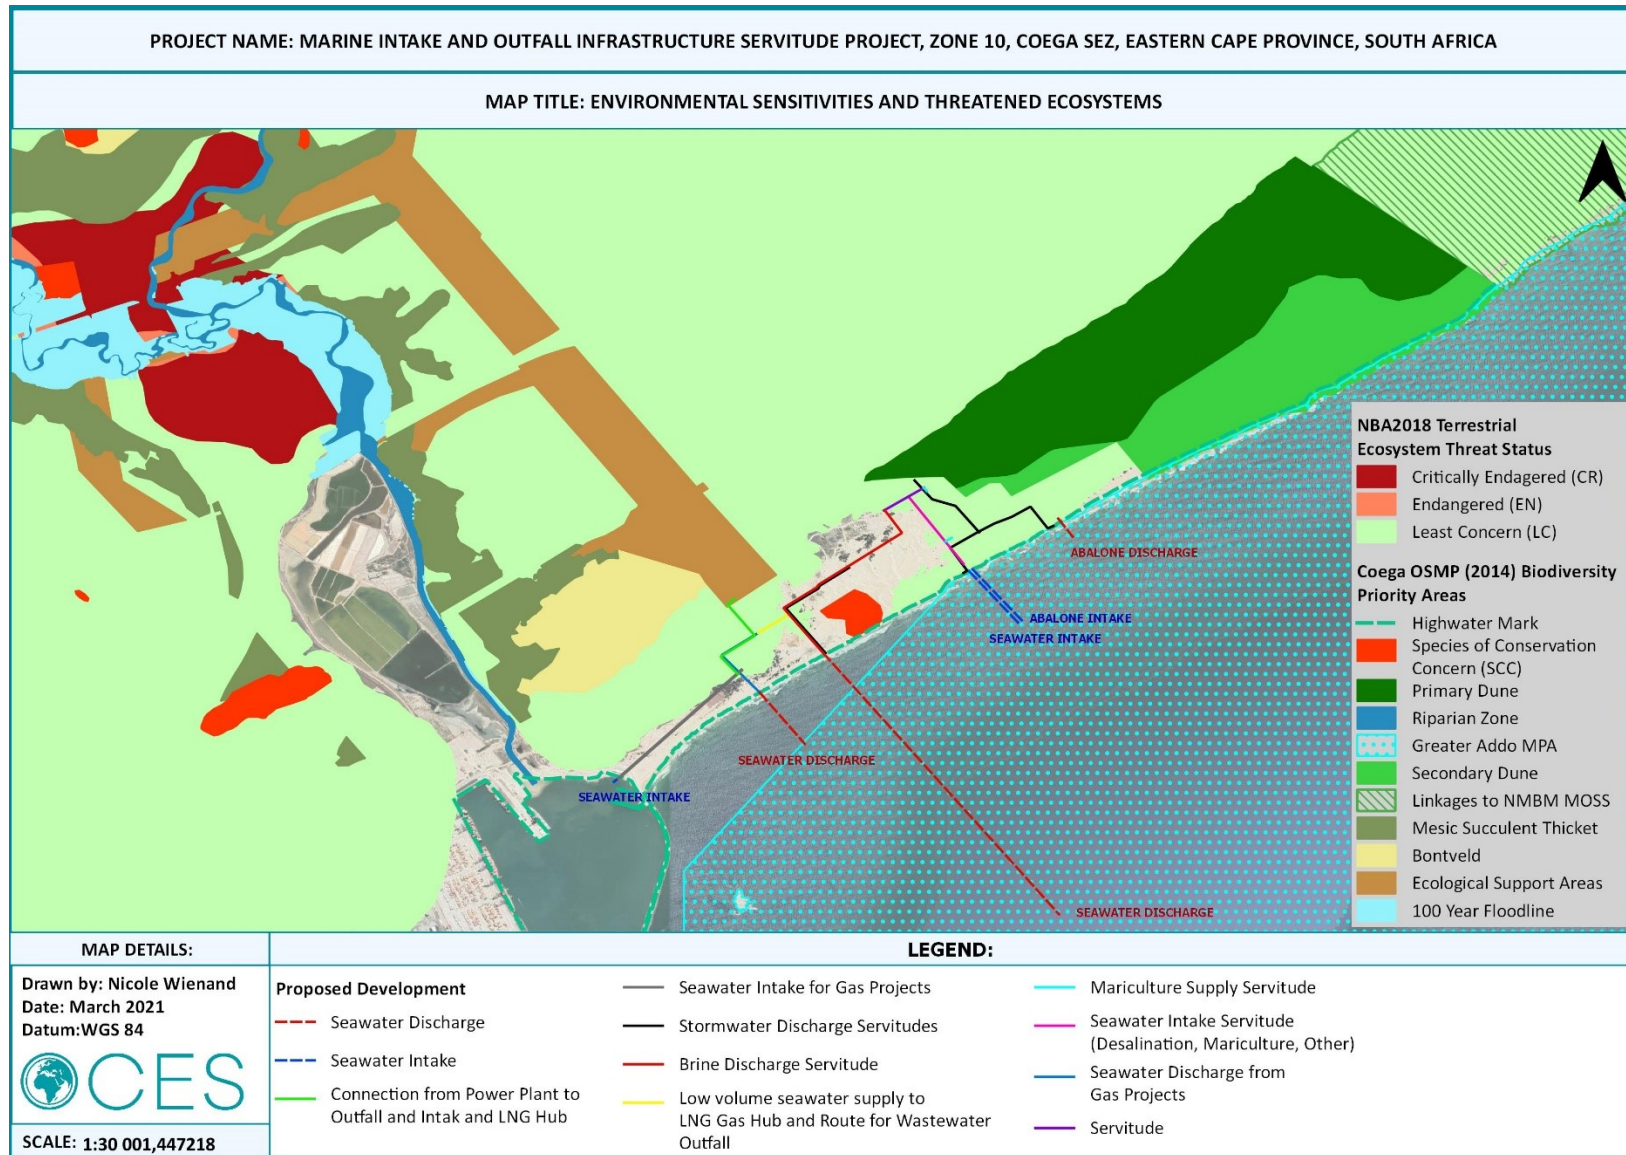 PROJECT NAME: MARINE INTAKE AND OUTFALL INFRASTRUCTURE SERVITUDE PROJECT, ZONE 10, COEGA SEZ, EASTERN CAPE PROVINCE, SOUTH AFRICA
MAP TITLE: ENVIRONMENTAL SENSITIVITIES AND THREATENED ECOSYSTEMS
ABALONE DISCHARGE
ABALONE INTAKE
SEAWATER INTAKE
SEAWATER DISCHARGE
SEAWATER INTAKE
SEAWATER DISCHARGE
NBA2018 Terrestrial
Ecosystem Threat Status
Critically Endagered (CR)
Endangered (EN)
Least Concern (LC)
Coega OSMP (2014) Biodiversity
Priority Areas
Highwater Mark
Species of Conservation
Concern (SCC)
Primary Dune
Riparian Zone
Greater Addo MPA
Secondary Dune
Linkages to NMBM MOSS
Mesic Succulent Thicket
Bontveld
Ecological Support Areas
100 Year Floodline
MAP DETAILS:
Drawn by: Nicole Wienand
Date: March 2021
Datum:WGS 84
CES
SCALE: 1:30 001,447218
LEGEND:
Proposed Development
Seawater Discharge
Seawater Intake
Connection from Power Plant to
Outfall and Intak and LNG Hub
Seawater Intake for Gas Projects
Stormwater Discharge Servitudes
Brine Discharge Servitude
Low volume seawater supply to
LNG Gas Hub and Route for Wastewater
Outfall
Mariculture Supply Servitude
Seawater Intake Servitude
(Desalination, Mariculture, Other)
Seawater Discharge from
Gas Projects
Servitude